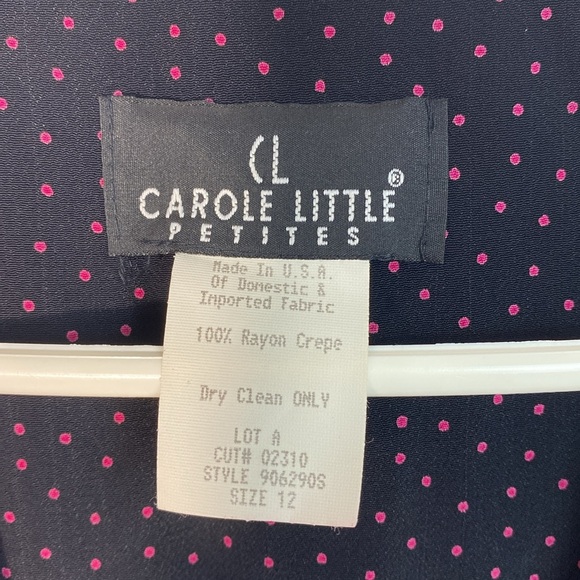 CL
CAROLE LITTLE®
PETITES
Made In U.S.A.
Of Domestic &
Imported Fabric
100% Rayon Crepe
Dry Clean ONLY
LOT A
CUT# 02310
STYLE 906290S
SIZE 12